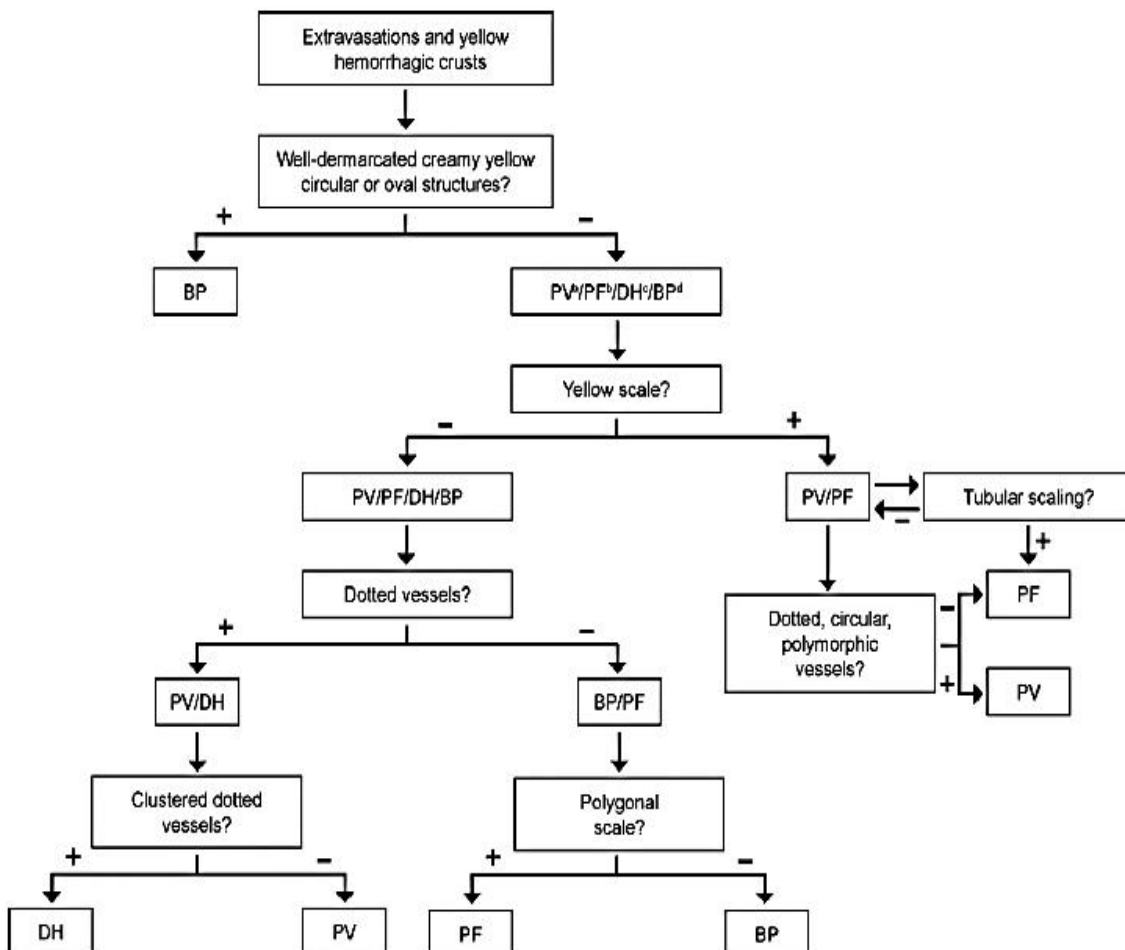 Extravasations and yellow
hemorrhagic crusts
Well-dermarcated creamy yellow
circular or oval structures?
+
−
BP
PVᵇ/PFᵇ/DHᶜ/BPᵈ
Yellow scale?
−
+
PV/PF/DH/BP
PV/PF
−
Tubular scaling?
+
Dotted vessels?
PF
Dotted, circular,
polymorphic
vessels?
−
−
+
PV
+
−
PV/DH
BP/PF
Clustered dotted
vessels?
Polygonal
scale?
+
−
+
−
DH
PV
PF
BP